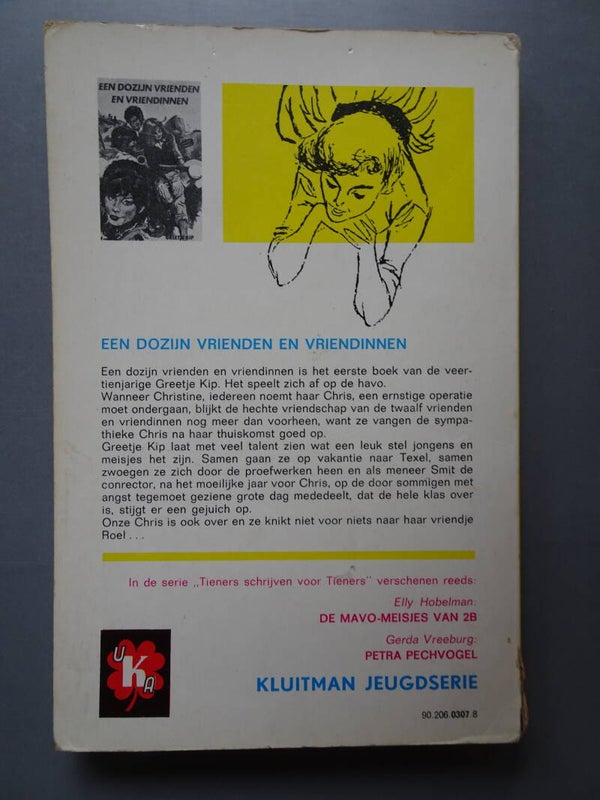 EEN DOZIJN VRIENDEN
EN VRIENDINNEN
EEN DOZIJN VRIENDEN EN VRIENDINNEN
Een dozijn vrienden en vriendinnen is het eerste boek van de veer-
tienjarige Greetje Kip. Het speelt zich af op de havo.
Wanneer Christine, iedereen noemt haar Chris, een ernstige operatie
moet ondergaan, blijkt de hechte vriendschap van de twaalf vrienden
en vriendinnen nog meer dan voorheen, want ze vangen de sympa-
thieke Chris na haar thuiskomst goed op.
Greetje Kip laat met veel talent zien wat een leuk stel jongens en
meisjes het zijn. Samen gaan ze op vakantie naar Texel, samen
zwoegen ze zich door de proefwerken heen en als meneer Smit de
conrector, na het moeilijke jaar voor Chris, op de door sommigen met
angst tegemoet geziene grote dag mededeelt, dat de hele klas over
is, stijgt er een gejuich op.
Onze Chris is ook over en ze knikt niet voor niets naar haar vriendje
Roel . . .
In de serie „Tieners schrijven voor Tieners" verschenen reeds:
Elly Hobelman:
DE MAVO-MEISJES VAN 2B
Gerda Vreeburg:
PETRA PECHVOGEL
UKA
KLUITMAN JEUGDSERIE
90.206.0307.8